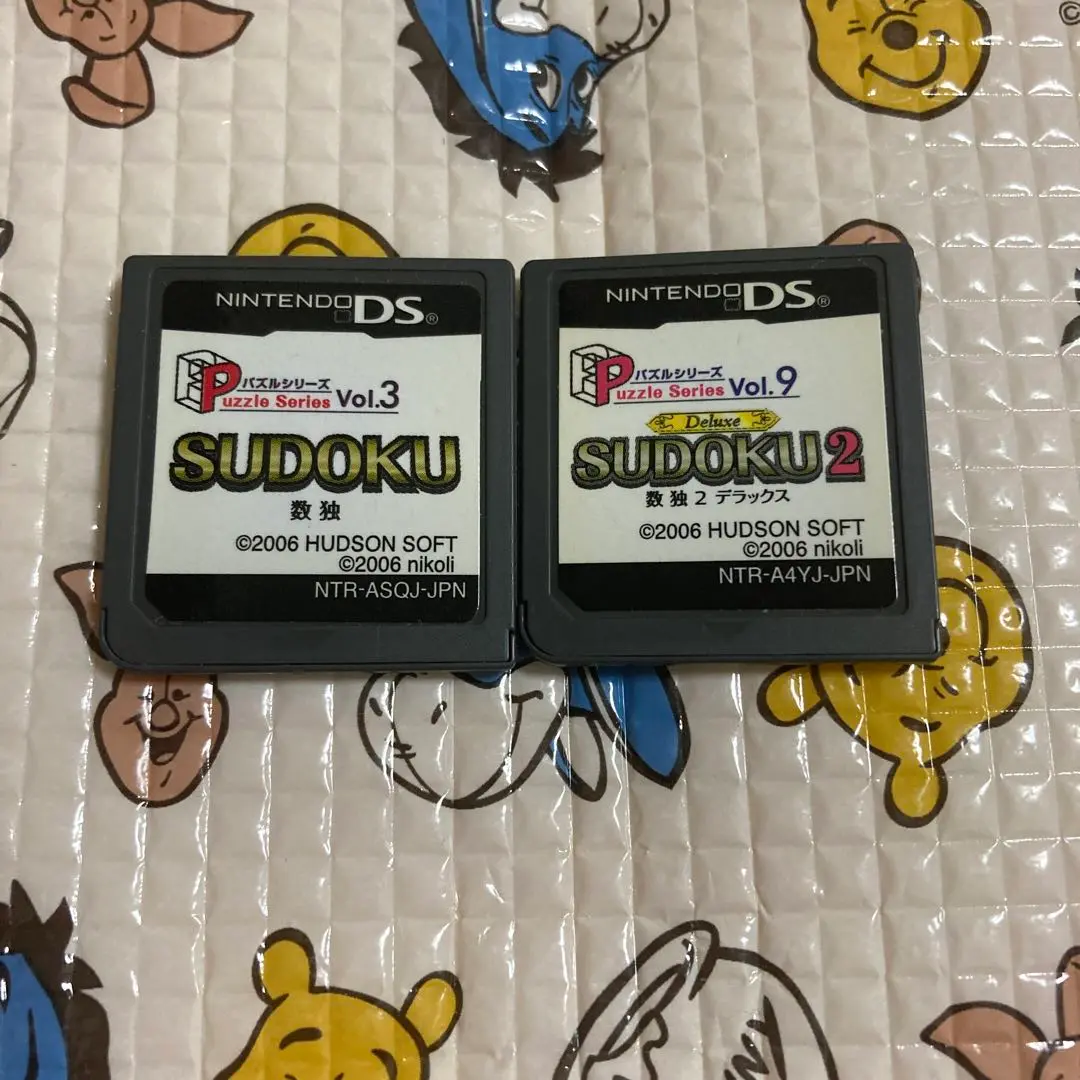 NINTENDO DS®
パズルシリーズ
Puzzle Series Vol.3
SUDOKU
数独
©2006 HUDSON SOFT
©2006 nikoli
NTR-ASQJ-JPN
NINTENDO DS®
パズルシリーズ
Puzzle Series Vol.9
Deluxe
SUDOKU 2
数独 2 デラックス
©2006 HUDSON SOFT
©2006 nikoli
NTR-A4YJ-JPN
©